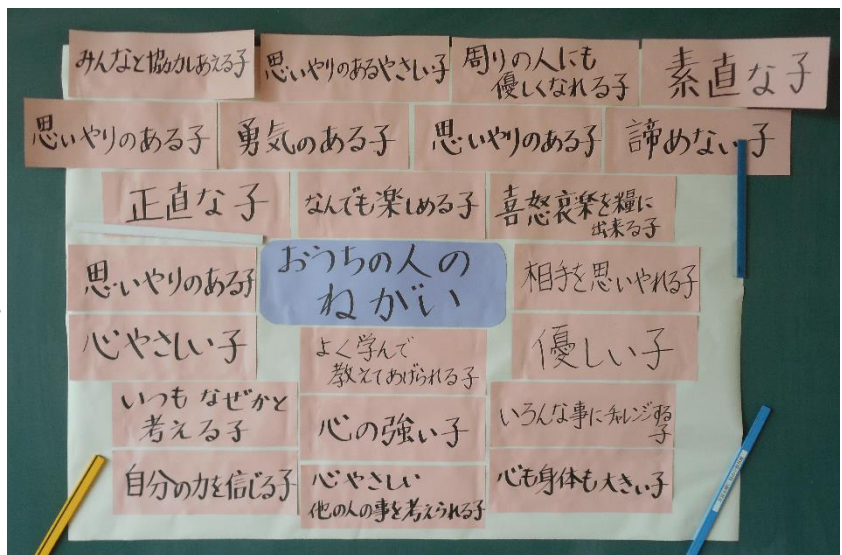 みんなと協力しあえる子
思いやりのあるやさしい子
周りの人にも
優しくなれる子
素直な子
思いやりのある子
勇気のある子
思いやりのある子
諦めない子
正直な子
なんでも楽しめる子
喜怒哀楽を糧に
出来る子
思いやりのある子
おうちの人の
ねがい
相手を思いやれる子
心やさしい子
よく学んで
教えてあげられる子
優しい子
いつもなぜかと
考える子
心の強い子
いろんな事にチャレンジする
子
自分の力を信じる子
心やさしい
他の人の事を考えられる子
心も身体も大きい子